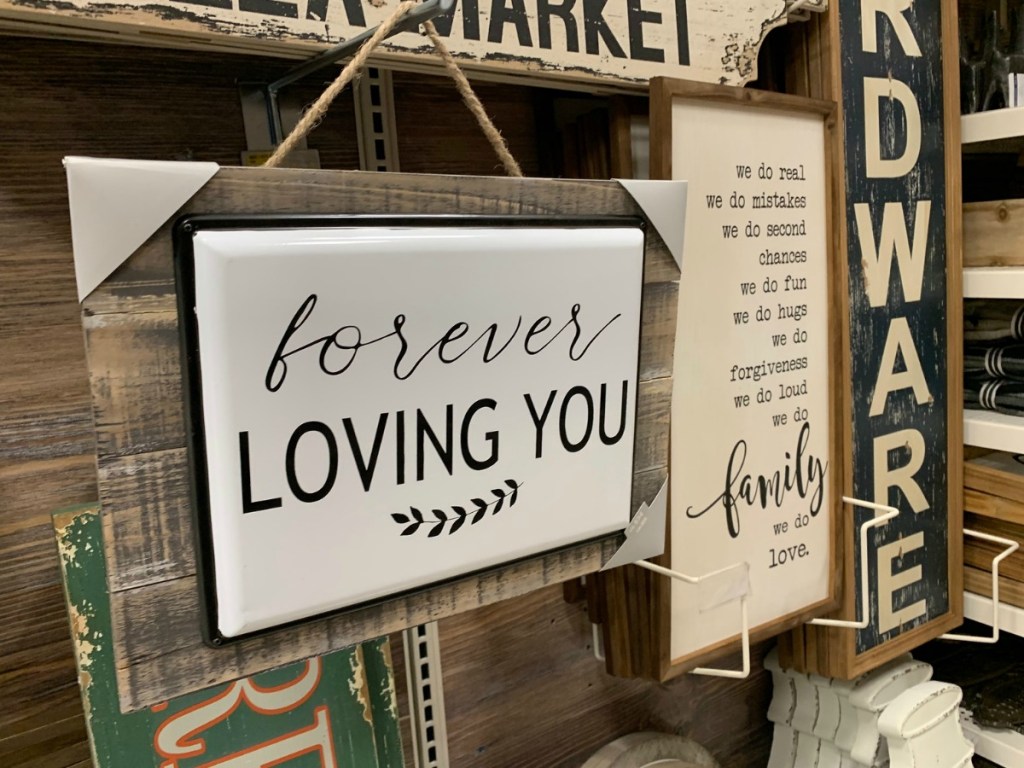 MARKET
forever
LOVING YOU
we do real
we do mistakes
we do second
chances
we do fun
we do hugs
we do
forgiveness
we do loud
we do
family
we do
love.
RDWARE